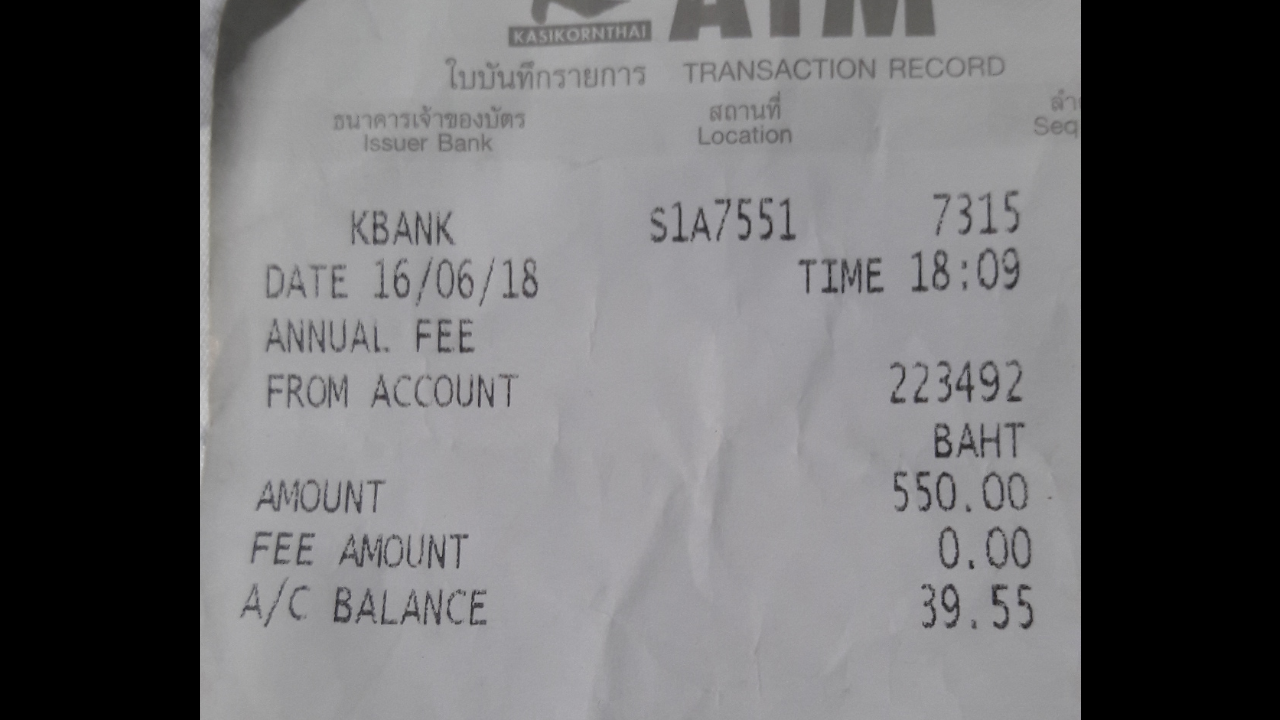 KASIKORNTHAI ATM
ใบบันทึกรายการ TRANSACTION RECORD
ธนาคารเจ้าของบัตร สถานที่
Issuer Bank Location Seq
KBANK S1A7551 7315
DATE 16/06/18 TIME 18:09
ANNUAL FEE
FROM ACCOUNT 223492
BAHT
AMOUNT 550.00
FEE AMOUNT 0.00
A/C BALANCE 39.55